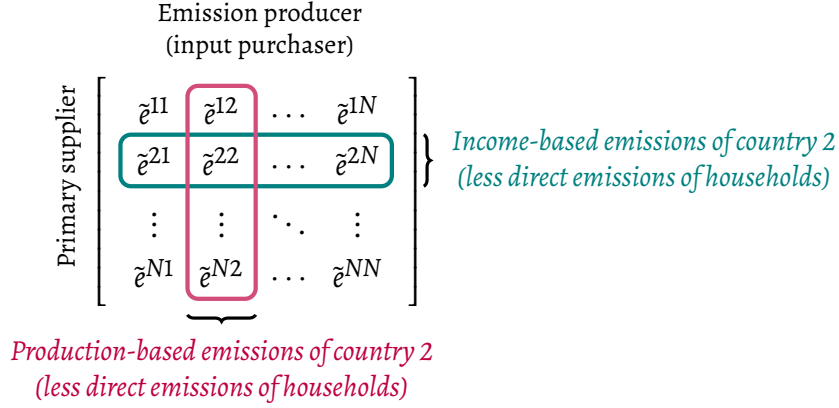 Emission producer
(input purchaser)
Primary supplier
ẽ¹¹ ẽ¹² ... ẽ¹ᴺ
ẽ²¹ ẽ²² ... ẽ²ᴺ
⋮ ⋮ ⋱ ⋮
ẽᴺ¹ ẽᴺ² ... ẽᴺᴺ
Income-based emissions of country 2
(less direct emissions of households)
Production-based emissions of country 2
(less direct emissions of households)